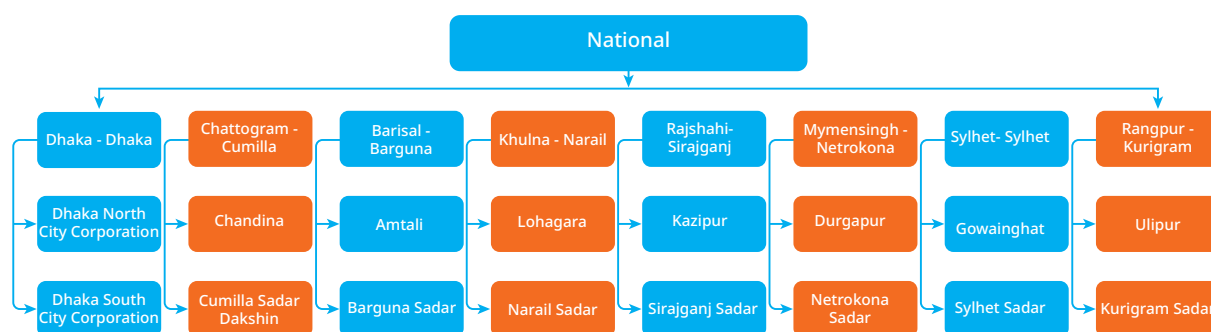 National
Dhaka - Dhaka
Chattogram -
Cumilla
Barisal -
Barguna
Khulna - Narail
Rajshahi-
Sirajganj
Mymensingh -
Netrokona
Sylhet- Sylhet
Rangpur -
Kurigram
Dhaka North
City Corporation
Chandina
Amtali
Lohagara
Kazipur
Durgapur
Gowainghat
Ulipur
Dhaka South
City Corporation
Cumilla Sadar
Dakshin
Barguna Sadar
Narail Sadar
Sirajganj Sadar
Netrokona
Sadar
Sylhet Sadar
Kurigram Sadar